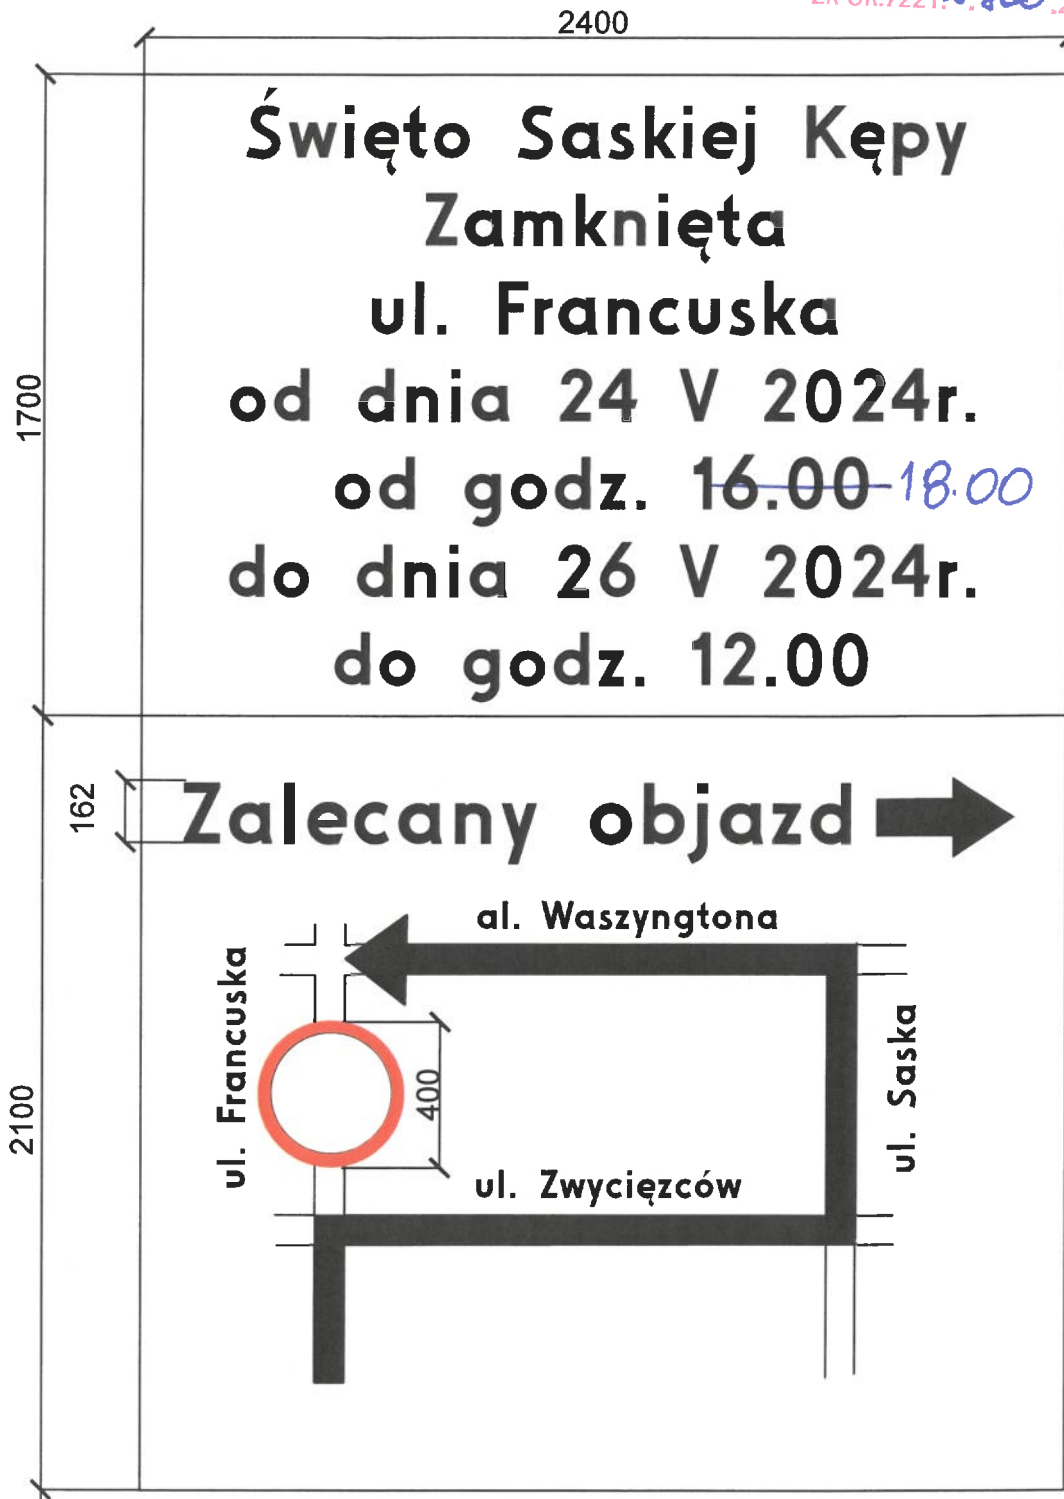 2400
Święto Saskiej Kępy
Zamknięta
ul. Francuska
od dnia 24 V 2024r.
od godz. 16.00 18.00
do dnia 26 V 2024r.
do godz. 12.00
1700
162
Zalecany objazd
al. Waszyngtona
ul. Francuska
400
ul. Saska
ul. Zwycięzców
2100